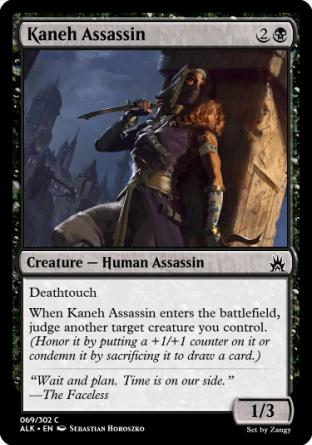 Kaneh Assassin 2
Creature — Human Assassin
Deathtouch
When Kaneh Assassin enters the battlefield,
judge another target creature you control.
(Honor it by putting a +1/+1 counter on it or
condemn it by sacrificing it to draw a card.)
“Wait and plan. Time is on our side.”
—The Faceless
1/3
069/302 C
ALK • EN Sebastian Horoszko
Set by Zangy